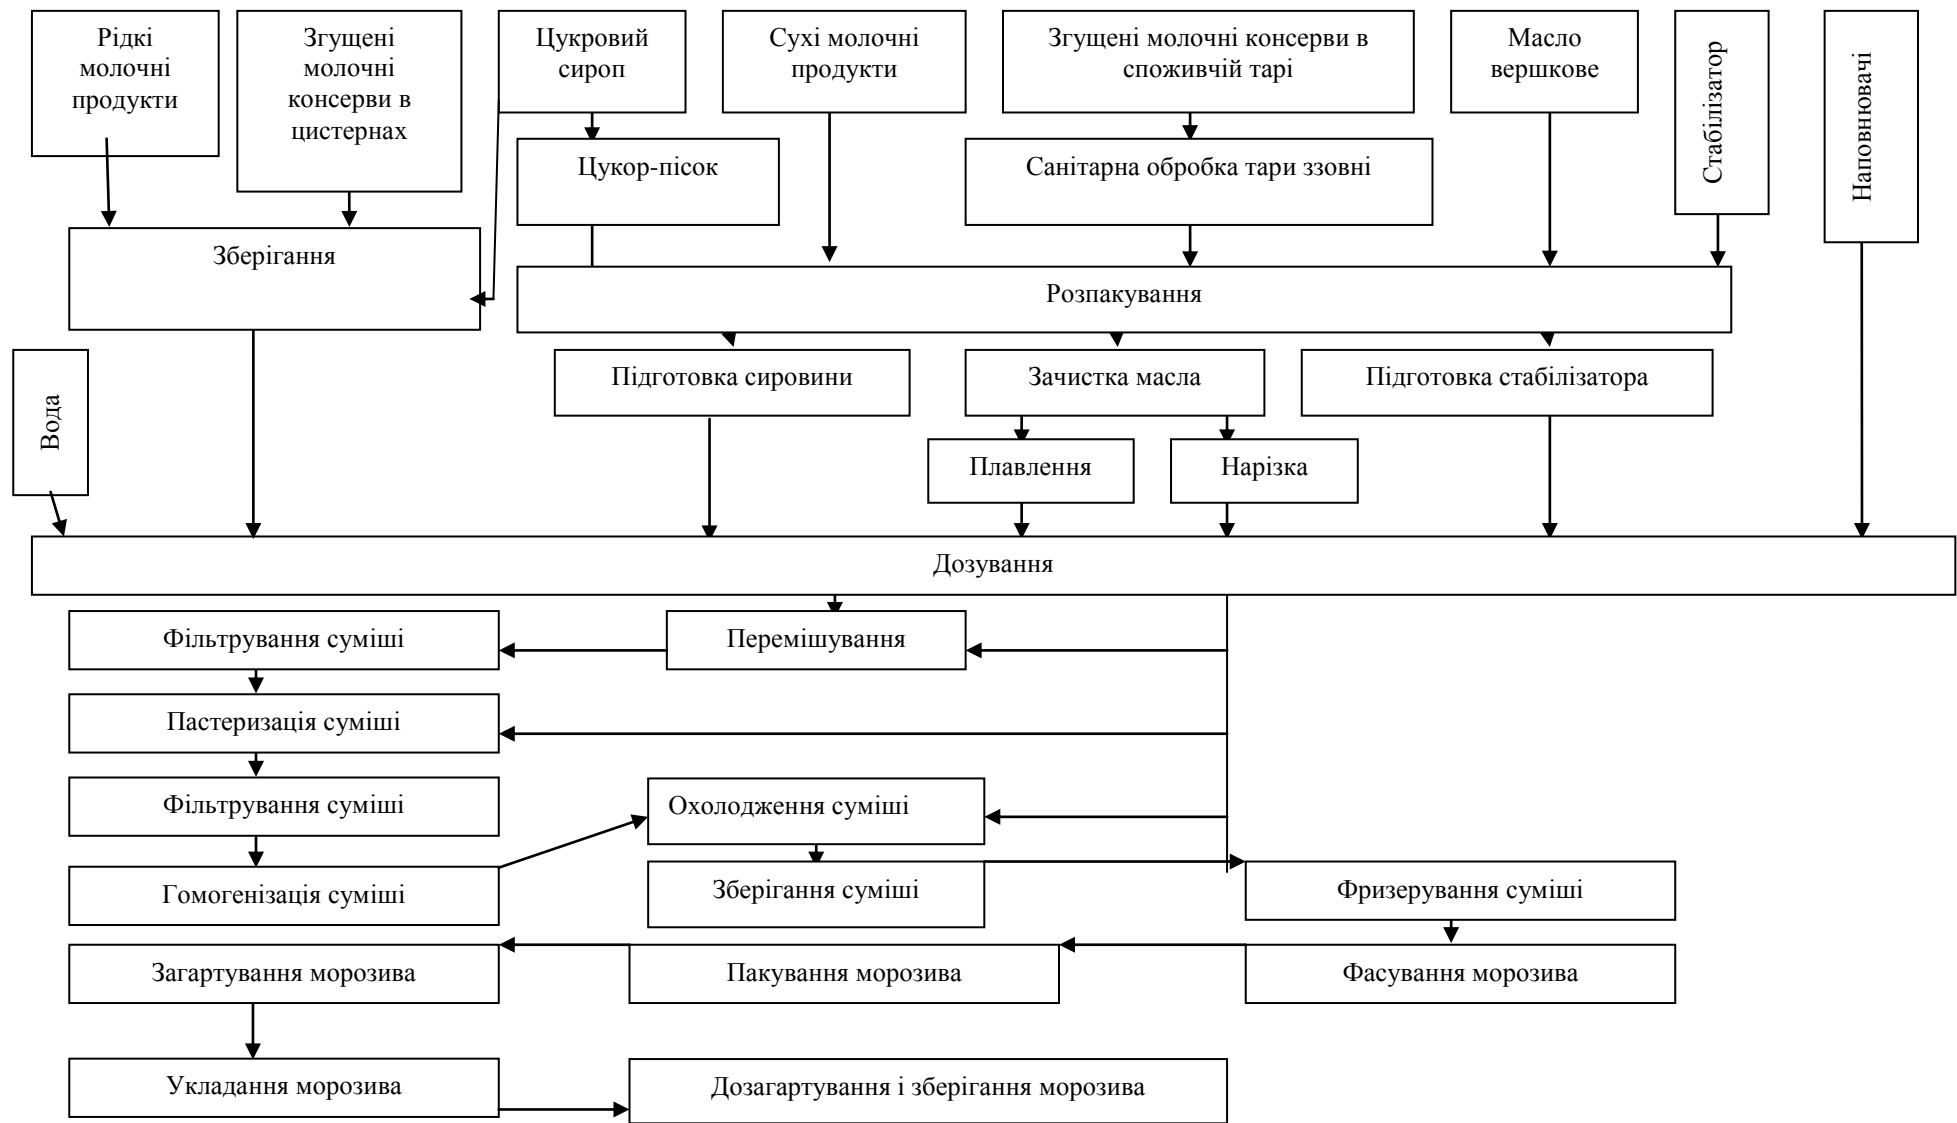 Рідкі
молочні
продукти
Згущені
молочні
консерви в
цистернах
Цукровий
сироп
Сухі молочні
продукти
Згущені молочні консерви в
споживчій тарі
Масло
вершкове
Стабілізатор
Наповнювачі
Цукор-пісок
Санітарна обробка тари ззовні
Зберігання
Розпакування
Вода
Підготовка сировини
Зачистка масла
Підготовка стабілізатора
Плавлення
Нарізка
Дозування
Фільтрування суміші
Перемішування
Пастеризація суміші
Фільтрування суміші
Охолодження суміші
Гомогенізація суміші
Зберігання суміші
Фризерування суміші
Загартування морозива
Пакування морозива
Фасування морозива
Укладання морозива
Дозагартування і зберігання морозива